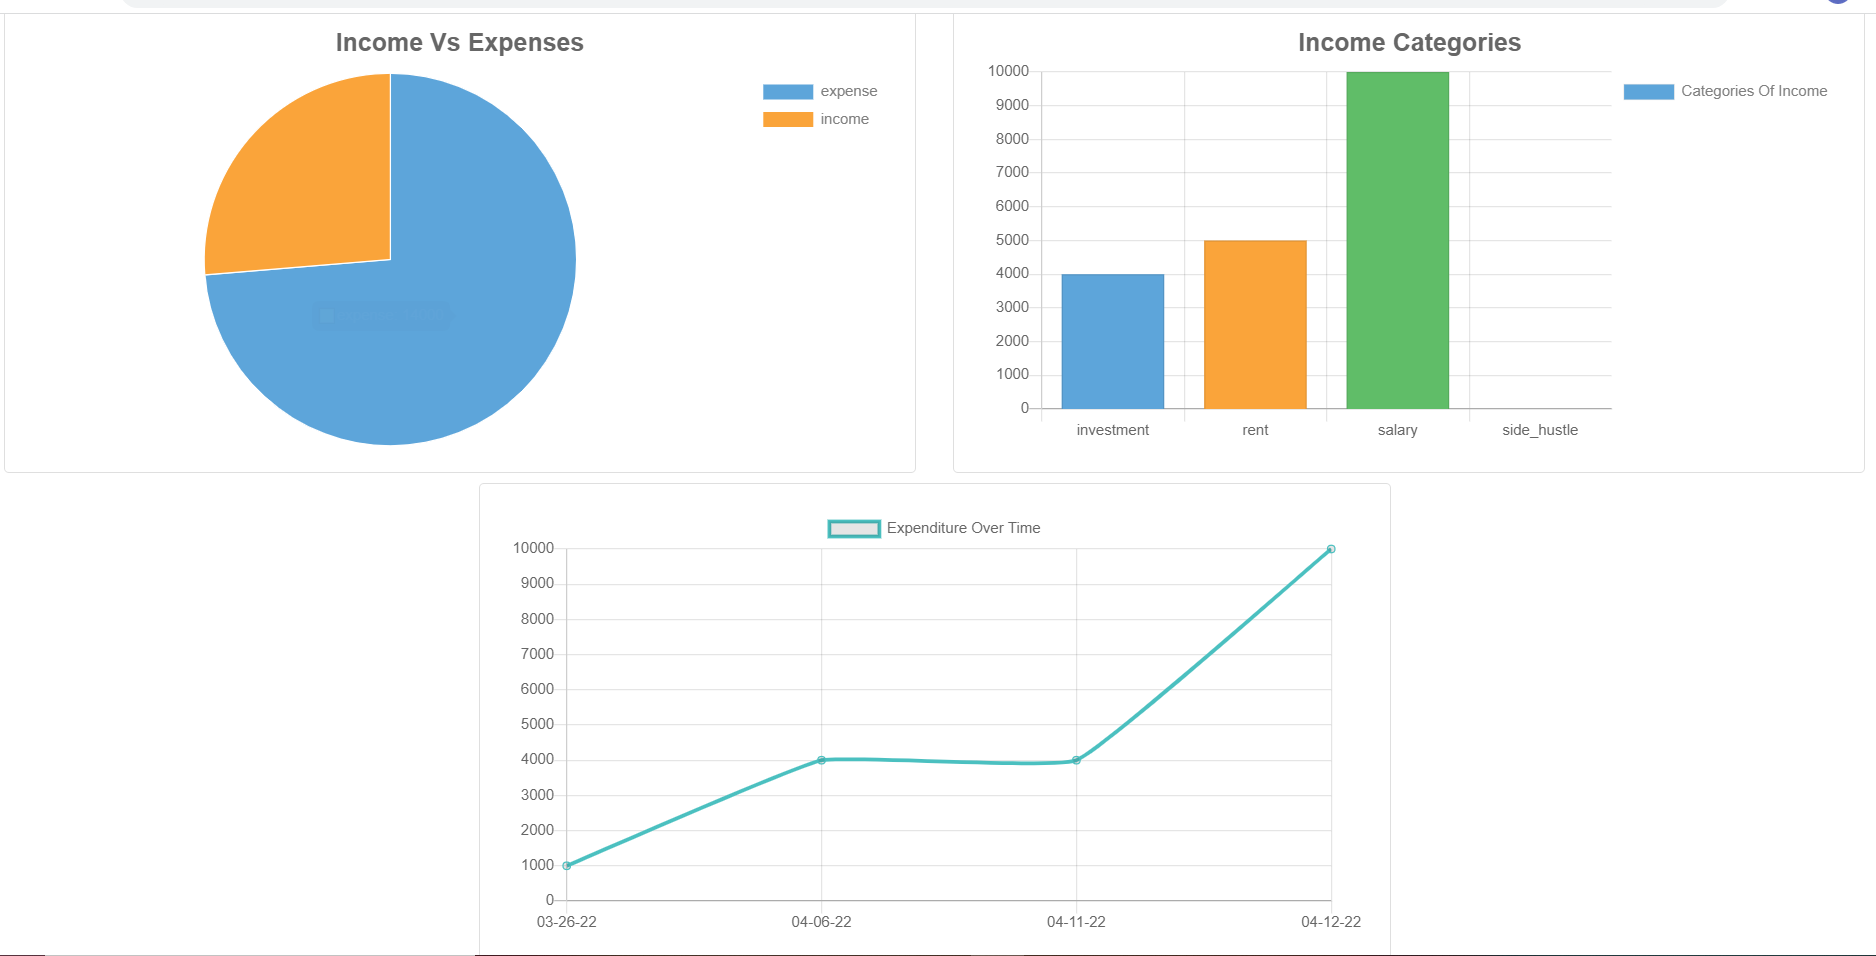 Income Vs Expenses
expense
income
Income Categories
Categories Of Income
10000
9000
8000
7000
6000
5000
4000
3000
2000
1000
0
investment rent salary side_hustle
Expenditure Over Time
10000
9000
8000
7000
6000
5000
4000
3000
2000
1000
0
03-26-22 04-06-22 04-11-22 04-12-22